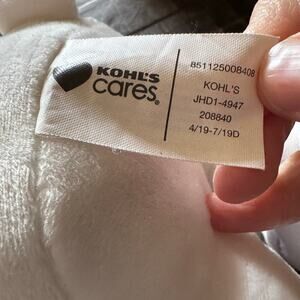 KOHL'S
cares®
851125008408
KOHL'S
JHD1-4947
208840
4/19-7/19D